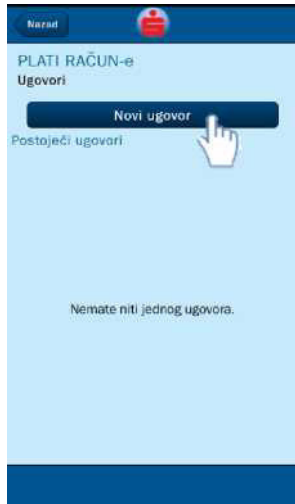 Nazad
PLATI RAČUN-e
Ugovori
Novi ugovor
Postojeći ugovori
Nemate niti jednog ugovora.